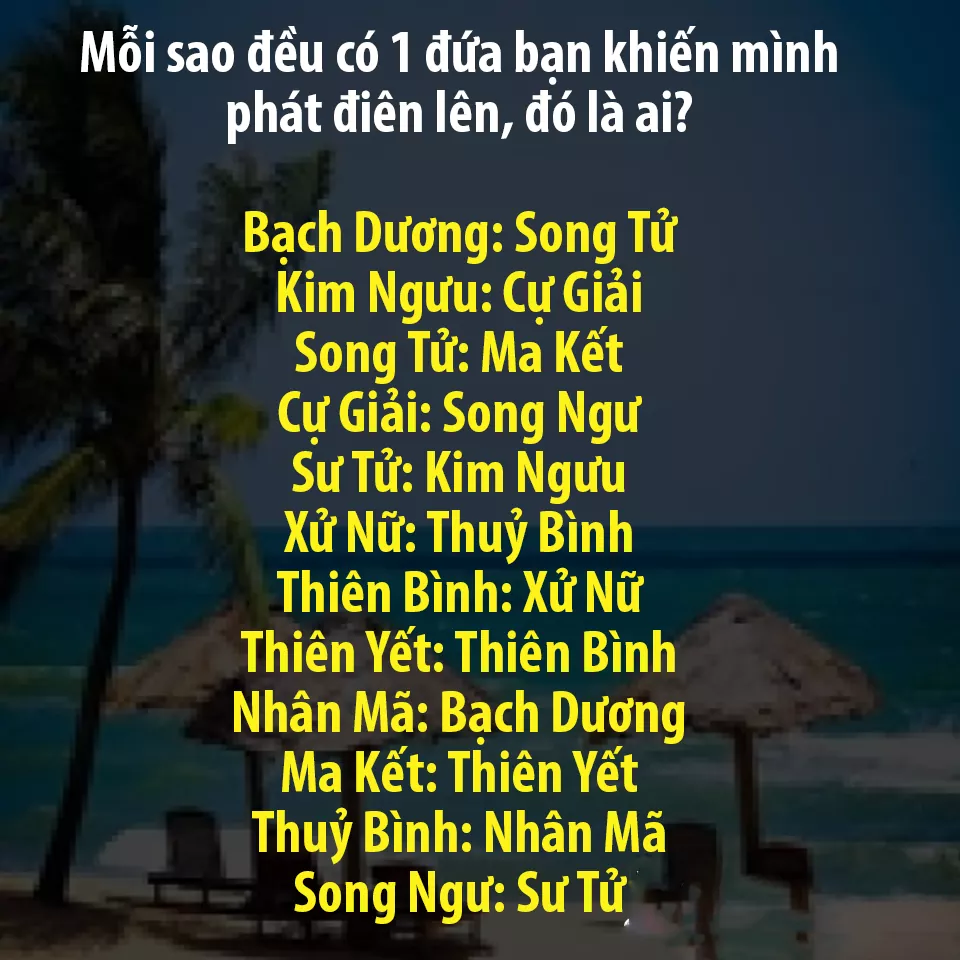 Mỗi sao đều có 1 đứa bạn khiến mình
phát điên lên, đó là ai?
Bạch Dương: Song Tử
Kim Ngưu: Cự Giải
Song Tử: Ma Kết
Cự Giải: Song Ngư
Sư Tử: Kim Ngưu
Xử Nữ: Thuỷ Bình
Thiên Bình: Xử Nữ
Thiên Yết: Thiên Bình
Nhân Mã: Bạch Dương
Ma Kết: Thiên Yết
Thuỷ Bình: Nhân Mã
Song Ngư: Sư Tử